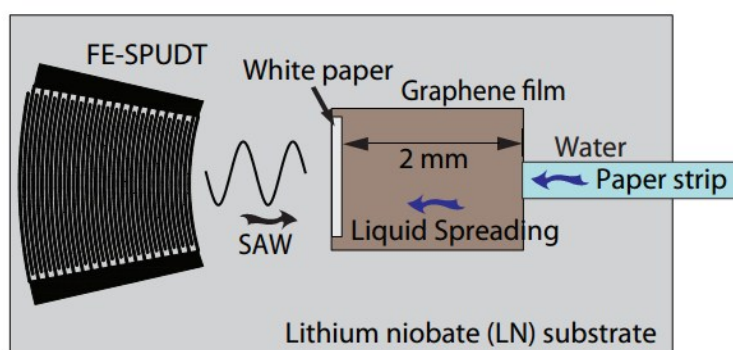 FE-SPUDT
White paper
Graphene film
2 mm
Water
Paper strip
Liquid Spreading
SAW
Lithium niobate (LN) substrate